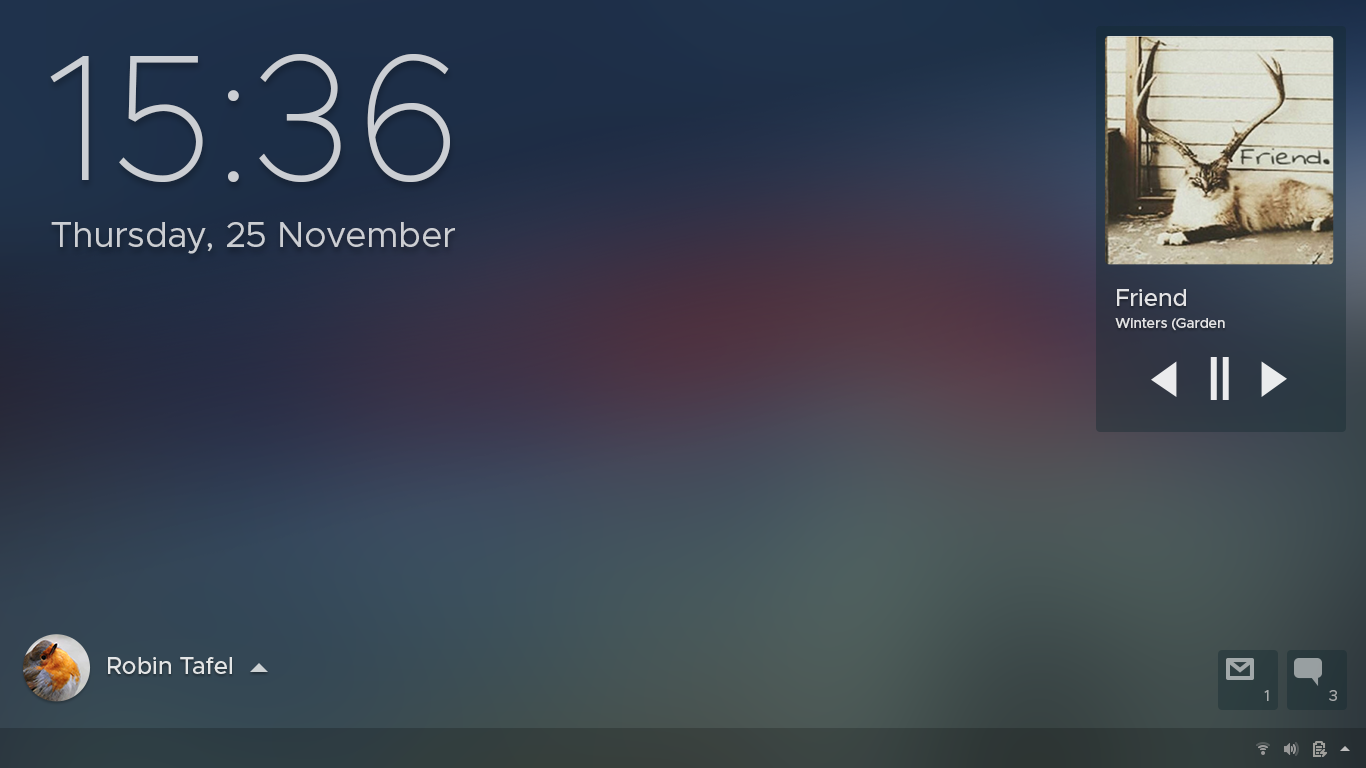 15:36
Thursday, 25 November
Friend.
Friend
Winters (Garden
Robin Tafel
1
3